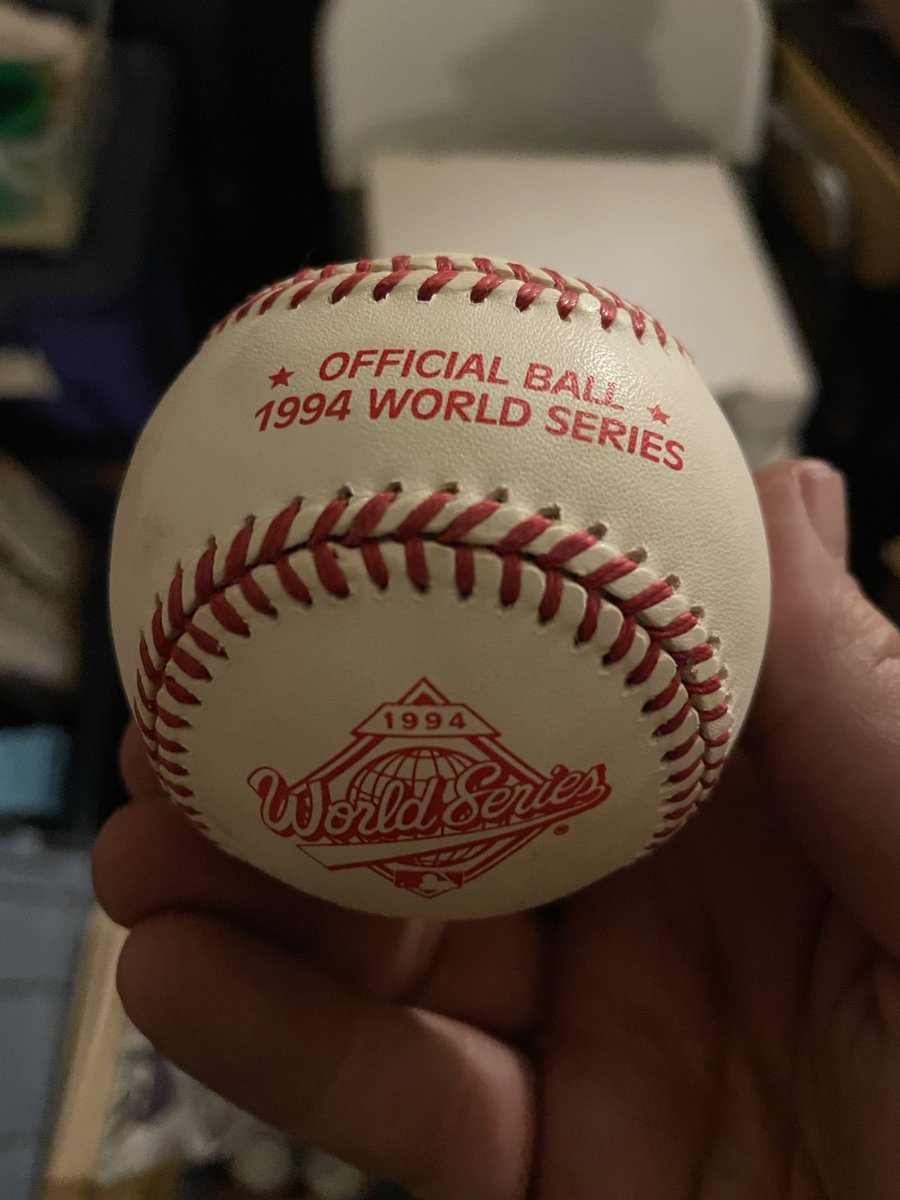 ★ OFFICIAL BALL ★
1994 WORLD SERIES
1994
World Series
®